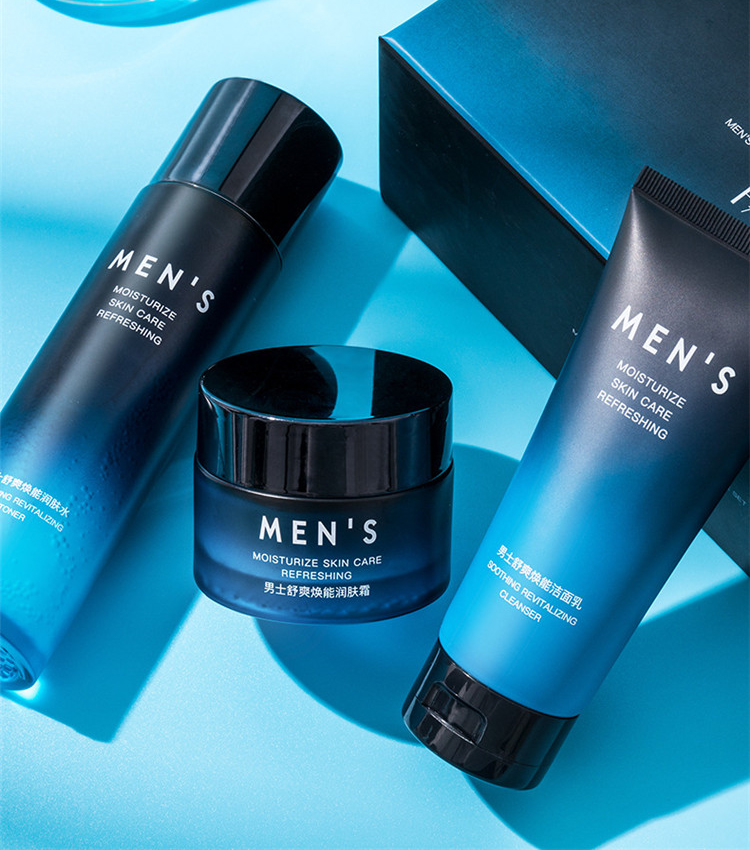 MEN'S
MEN'S
MOISTURIZE
SKIN CARE
REFRESHING
士舒爽焕能润肤水
REVITALIZING
TONER
MEN'S
MOISTURIZE SKIN CARE
REFRESHING
男士舒爽焕能润肤霜
MEN'S
MOISTURIZE
SKIN CARE
REFRESHING
男士舒爽焕能洁面乳
SOOTHING REVITALIZING
CLEANSER